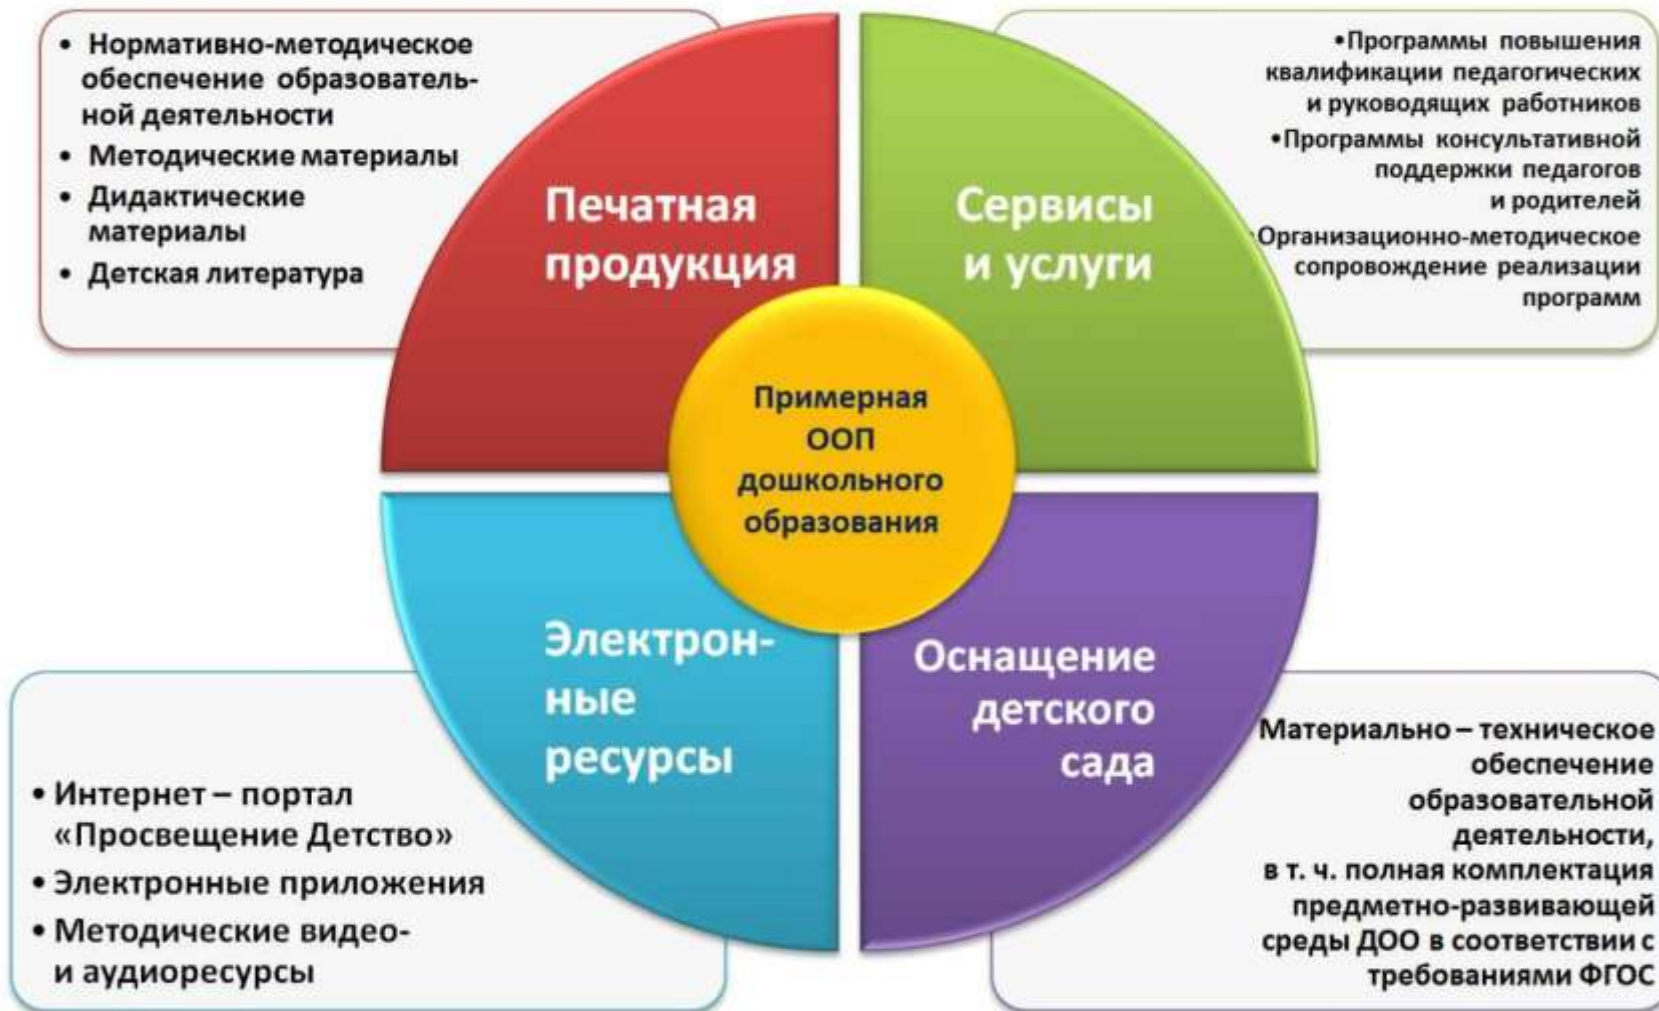 • Нормативно-методическое
обеспечение образователь-
ной деятельности
• Методические материалы
• Дидактические
материалы
• Детская литература
Печатная
продукция
Сервисы
и услуги
•Программы повышения
квалификации педагогических
и руководящих работников
•Программы консультативной
поддержки педагогов
и родителей
•Организационно-методическое
сопровождение реализации
программ
Примерная
ООП
дошкольного
образования
Электрон-
ные
ресурсы
• Интернет – портал
«Просвещение Детство»
• Электронные приложения
• Методические видео-
и аудиоресурсы
Оснащение
детского
сада
Материально – техническое
обеспечение
образовательной
деятельности,
в т. ч. полная комплектация
предметно-развивающей
среды ДОО в соответствии с
требованиями ФГОС